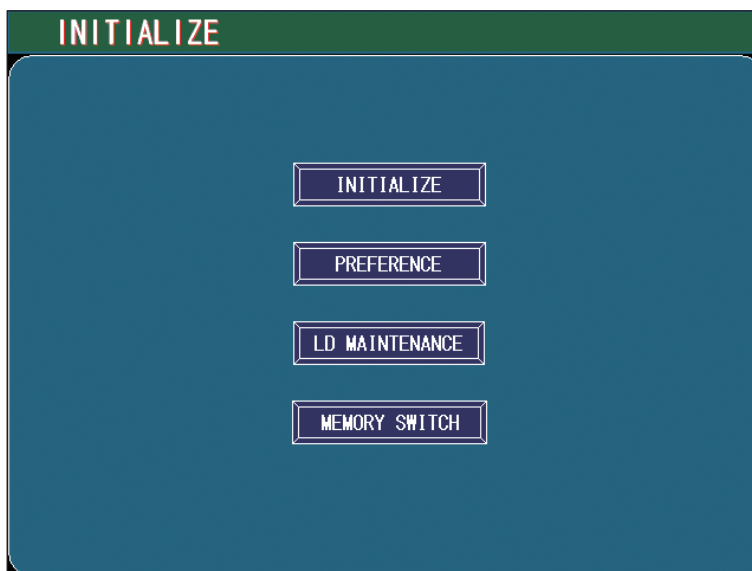 INITIALIZE
INITIALIZE
PREFERENCE
LD MAINTENANCE
MEMORY SWITCH